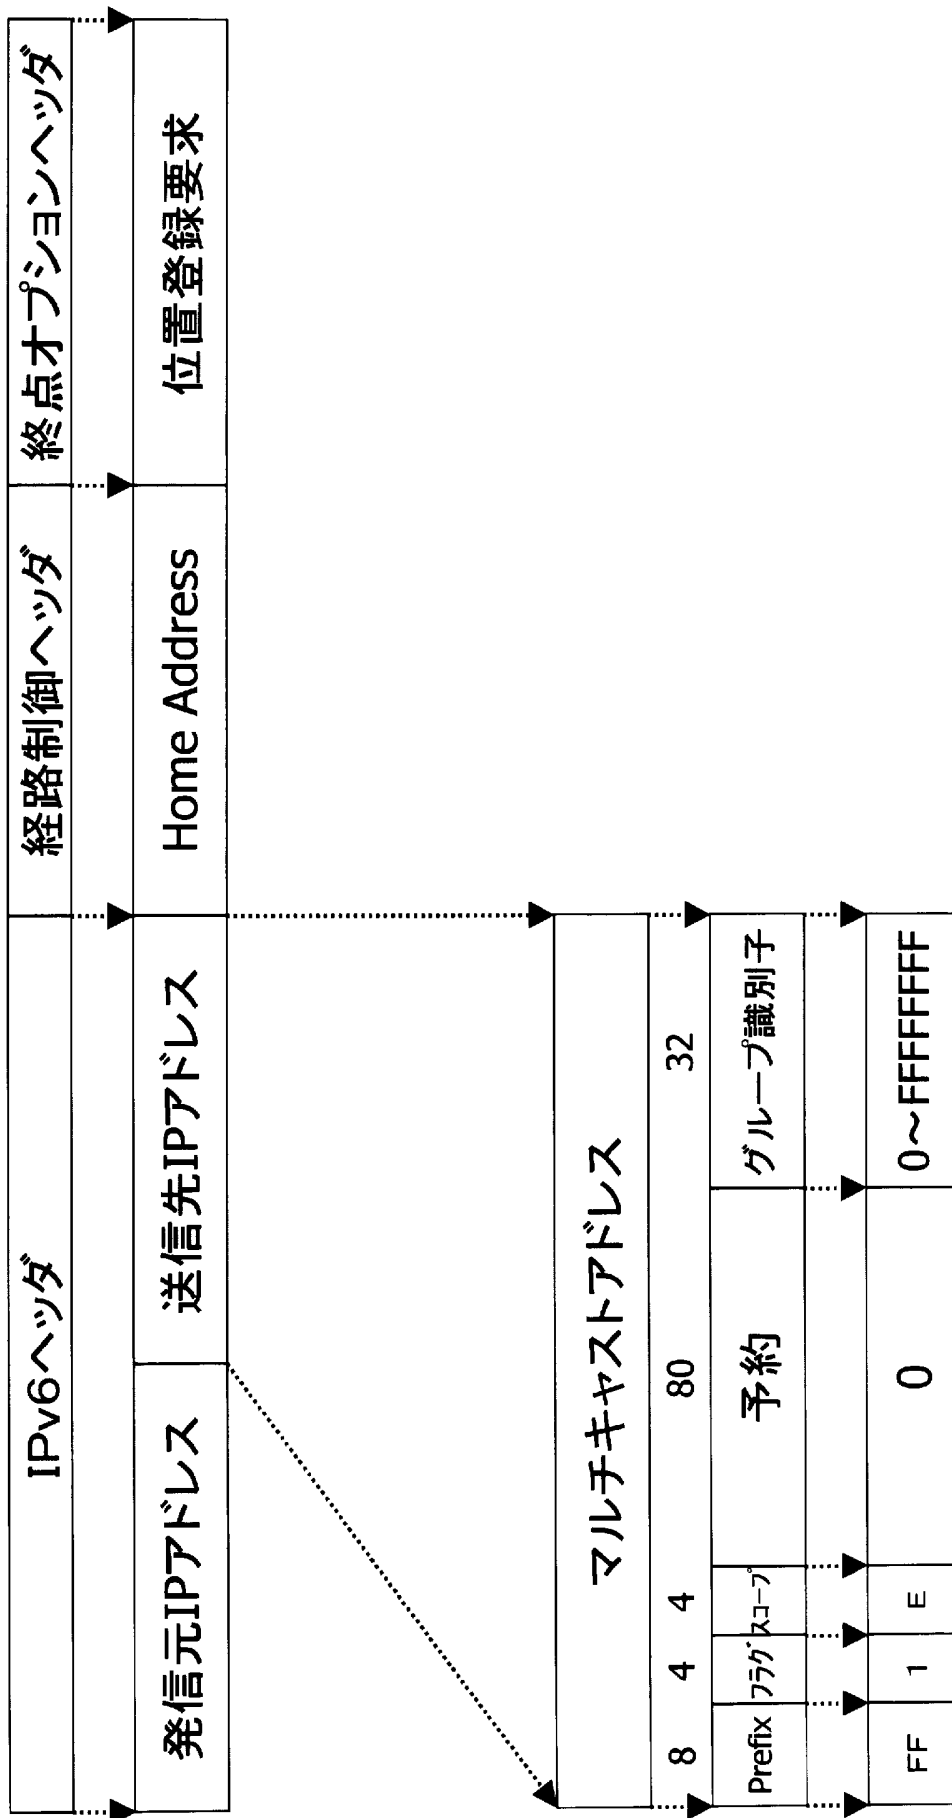 IPv6ヘッダ 経路制御ヘッダ 終点オプションヘッダ
発信元IPアドレス 送信先IPアドレス Home Address 位置登録要求
マルチキャストアドレス
8 4 4 80 32
Prefix フラグ スコープ 予約 グループ識別子
FF 1 E 0 0～FFFFFFFF